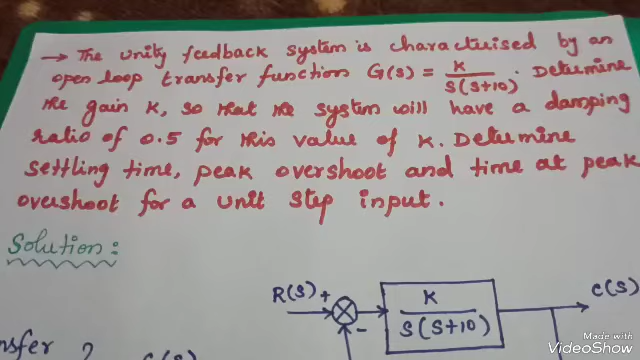 → The unity feedback system is characterised by an
open loop transfer function G(s) = K / S(S+10) . Determine
the gain K, so that the system will have a damping
ratio of 0.5 for this value of K. Determine
settling time, peak overshoot and time at peak
overshoot for a unit step input.
Solution:
R(S) + K / S(S+10) C(S)
-
?
Made With
VideoShow